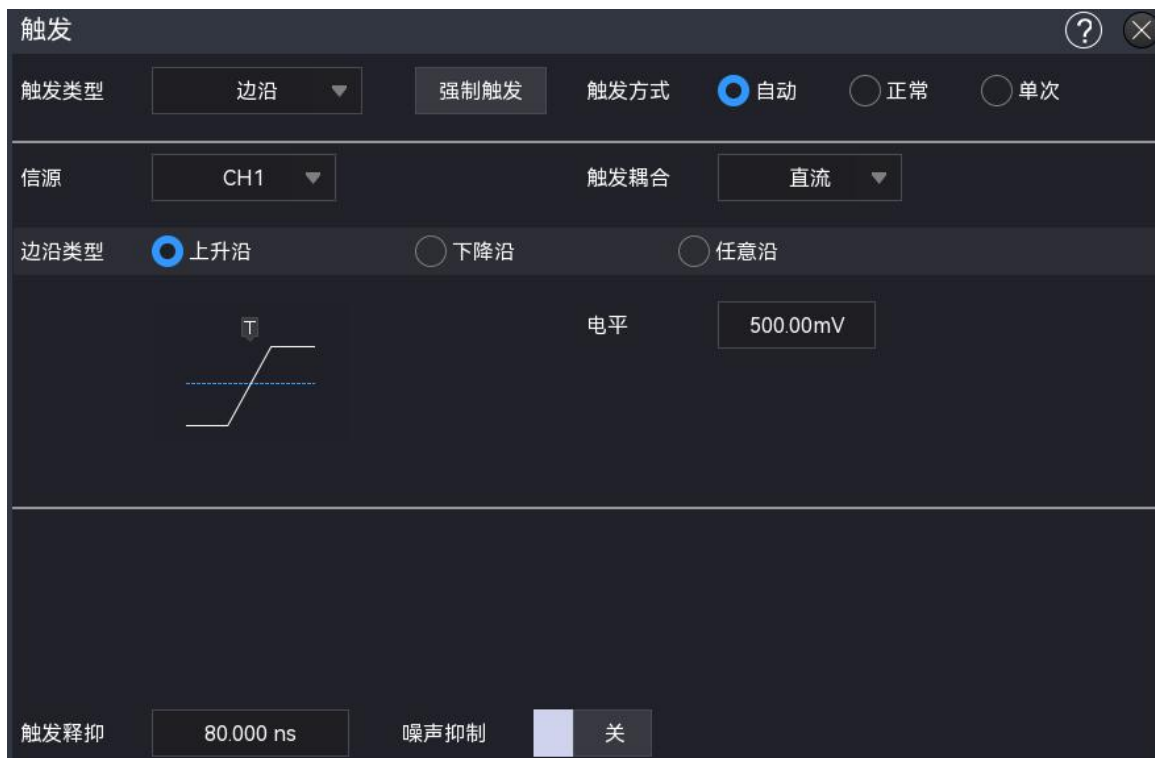 触发
触发类型 边沿 强制触发 触发方式 自动 正常 单次
信源 CH1 触发耦合 直流
边沿类型 上升沿 下降沿 任意沿
T
电平 500.00mV
触发释抑 80.000 ns 噪声抑制 关